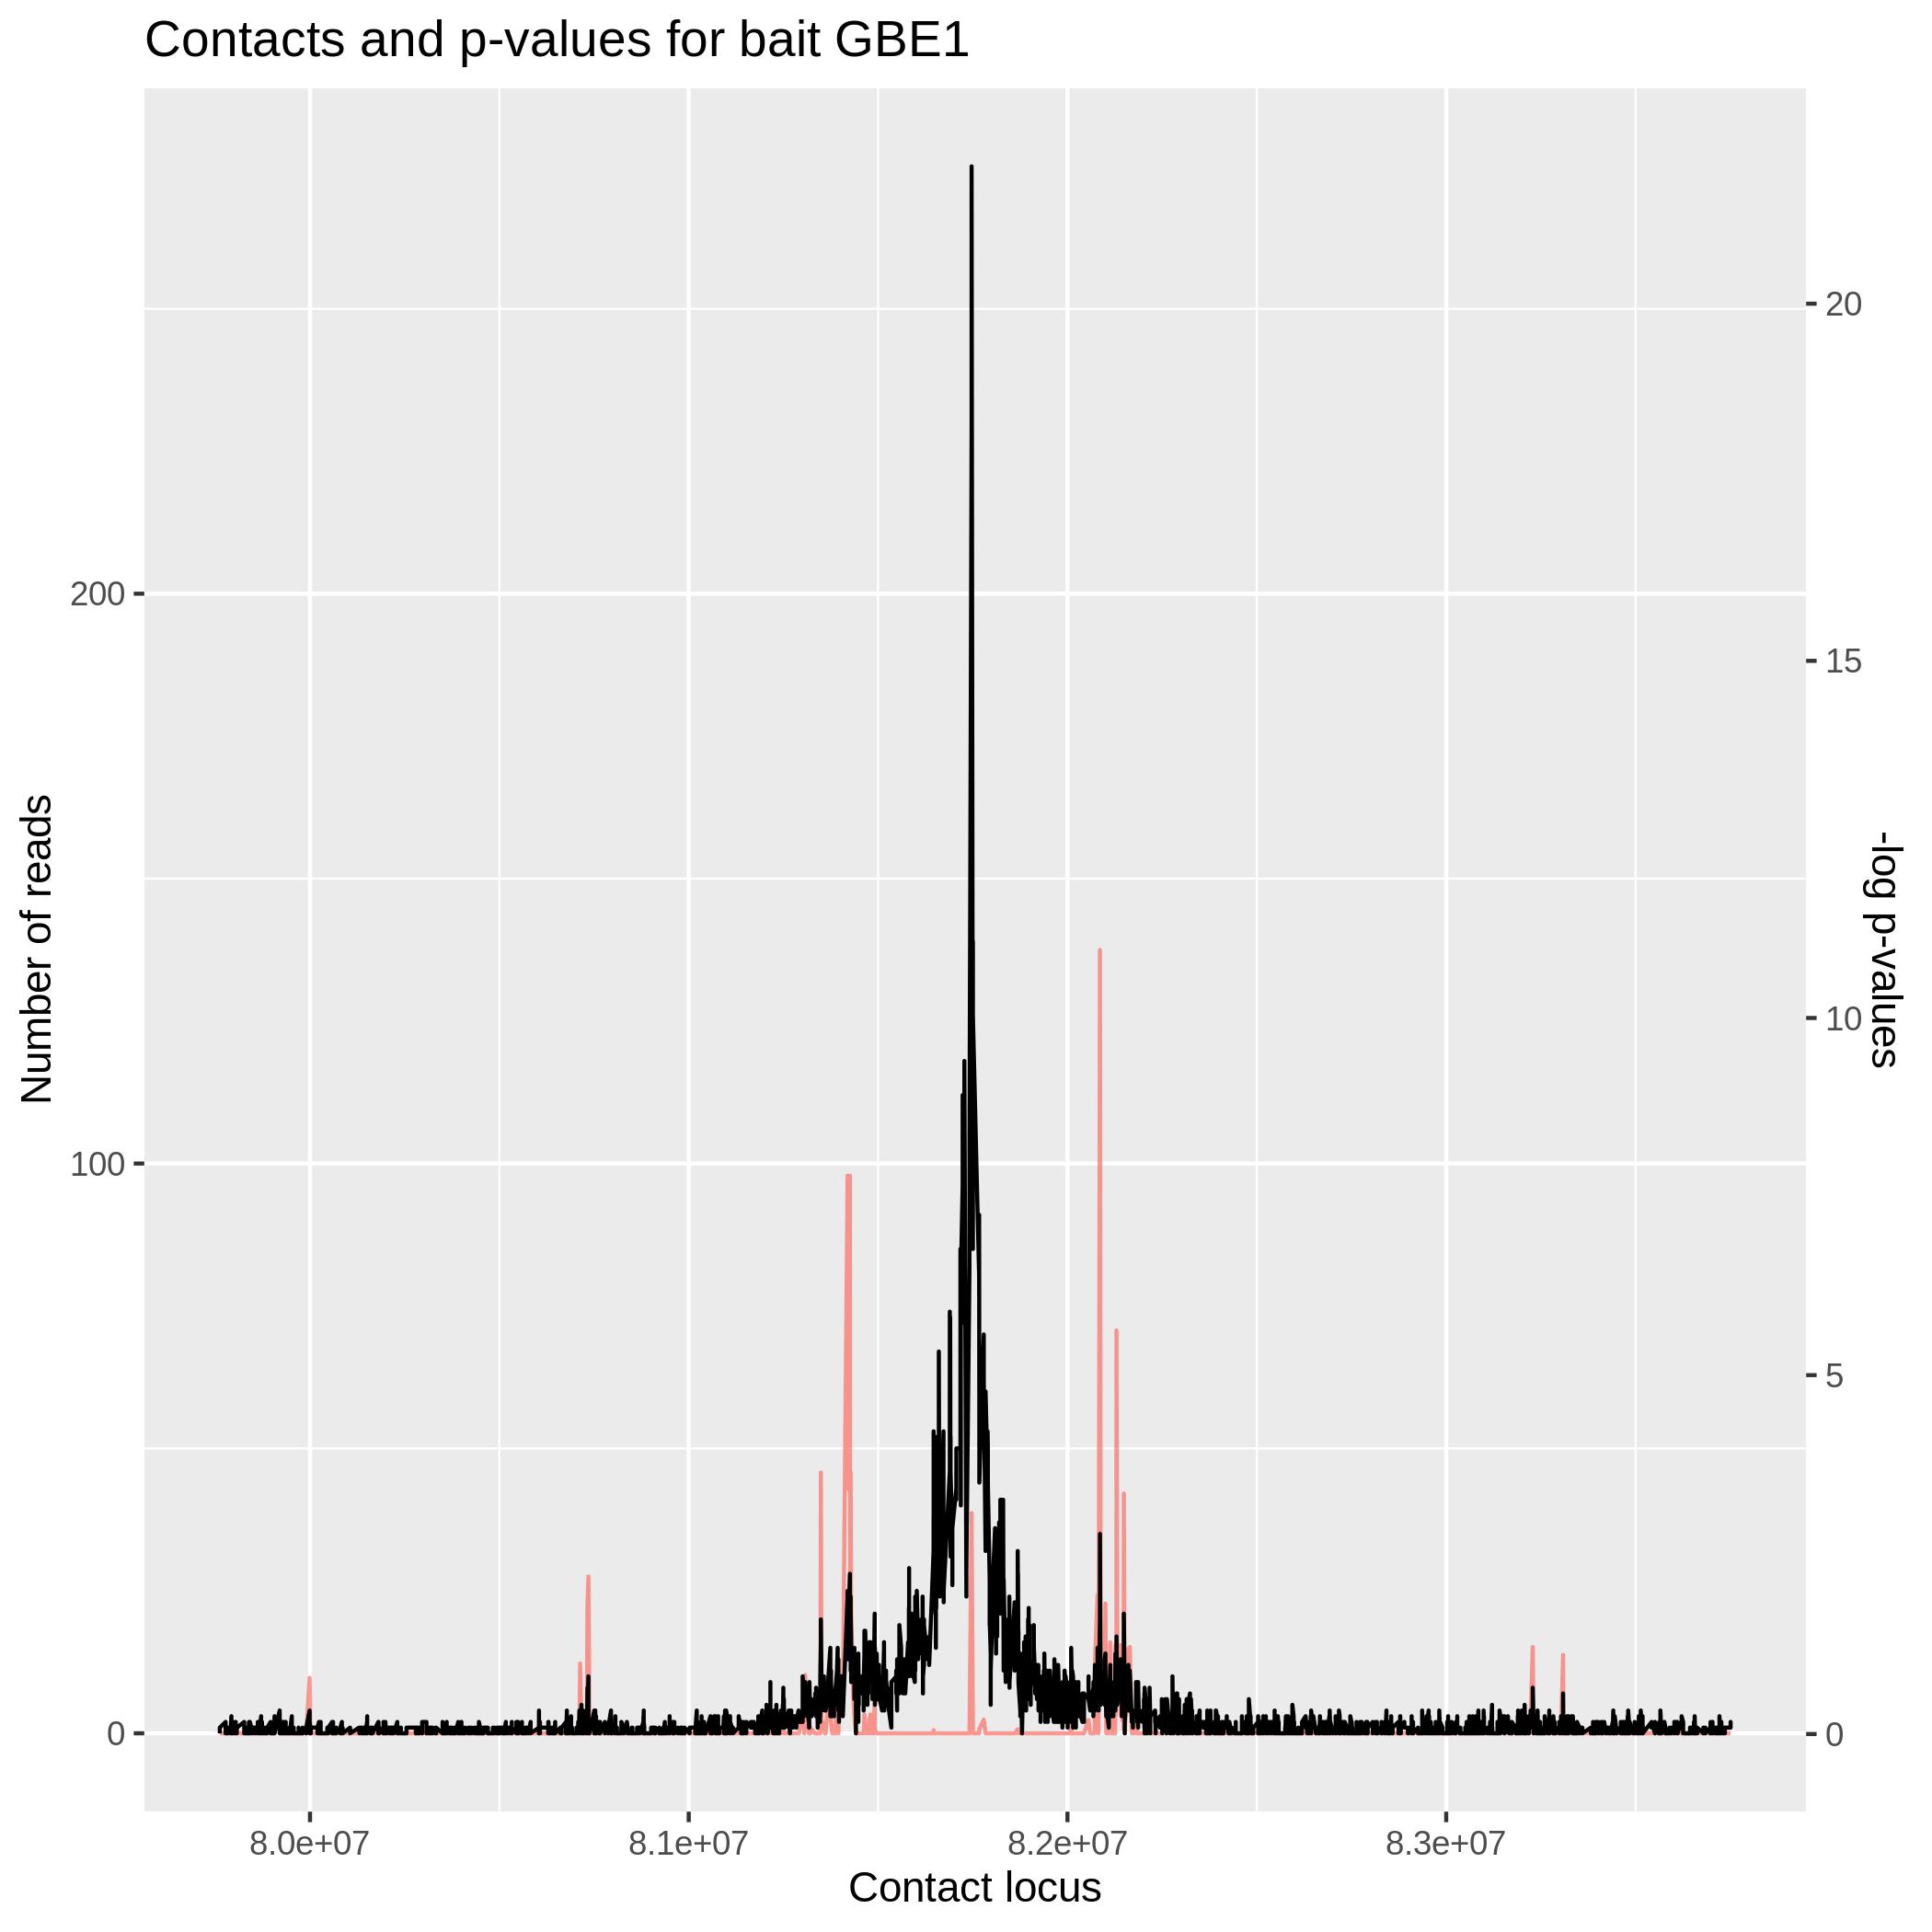 Contacts and p-values for bait GBE1
Number of reads
200
100
0
20
15
10
5
0
-log p-values
8.0e+07
8.1e+07
8.2e+07
8.3e+07
Contact locus